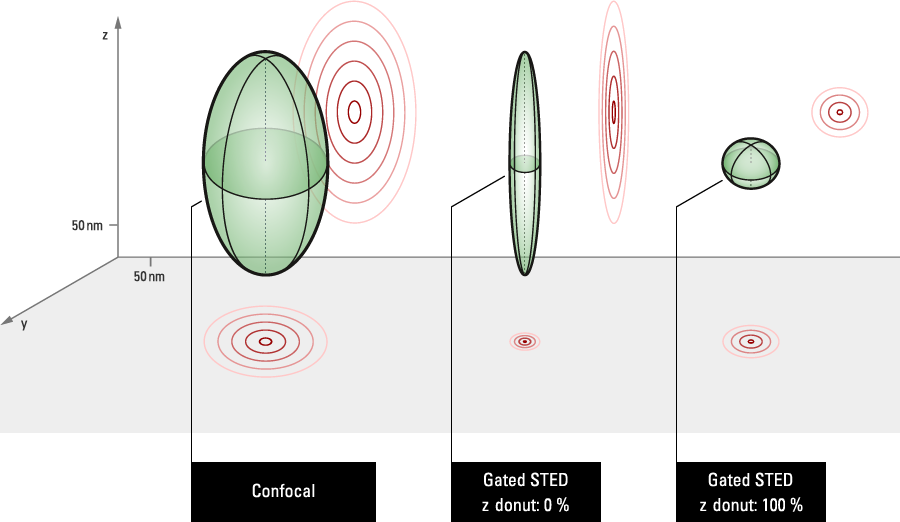 z
50 nm
50 nm
y
Confocal
Gated STED
z donut: 0 %
Gated STED
z donut: 100 %